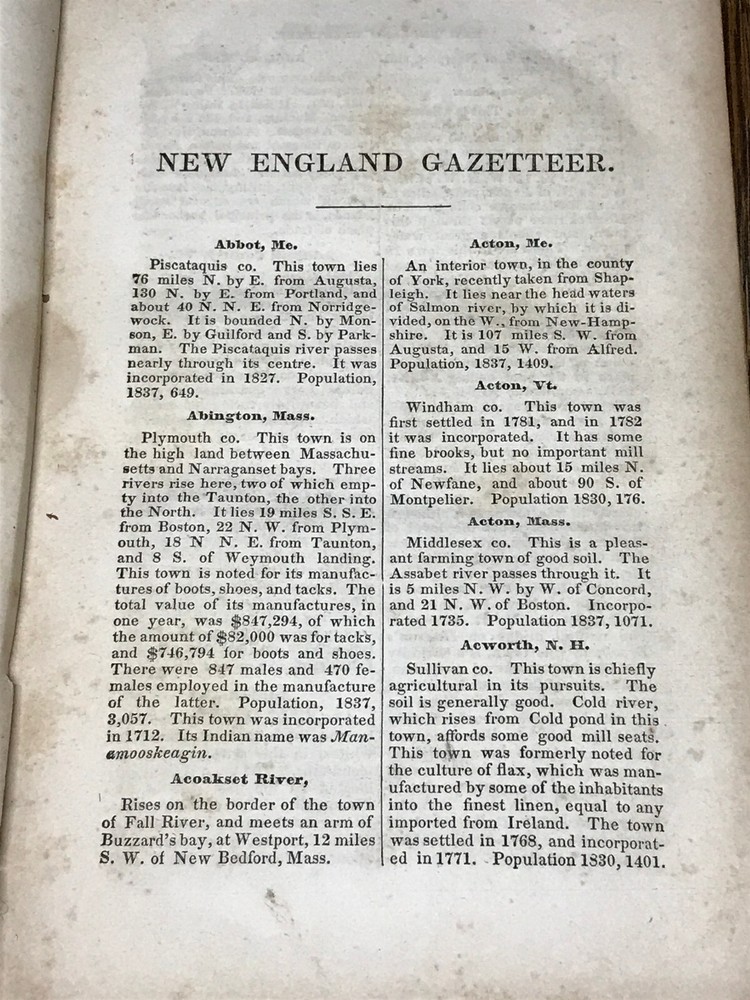 NEW ENGLAND GAZETTEER.
Abbot, Me.
Piscataquis co. This town lies
76 miles N. by E. from Augusta,
130 N. by E. from Portland, and
about 40 N. N. E. from Norridge-
wock. It is bounded N. by Mon-
son, E. by Guilford and S. by Park-
man. The Piscataquis river passes
nearly through its centre. It was
incorporated in 1827. Population,
1837, 649.
Abington, Mass.
Plymouth co. This town is on
the high land between Massachu-
setts and Narraganset bays. Three
rivers rise here, two of which emp-
ty into the Taunton, the other into
the North. It lies 19 miles S. S. E.
from Boston, 22 N. W. from Plym-
outh, 18 N N. E. from Taunton,
and 8 S. of Weymouth landing.
This town is noted for its manufac-
tures of boots, shoes, and tacks. The
total value of its manufactures, in
one year, was $847,294, of which
the amount of $82,000 was for tacks,
and $746,794 for boots and shoes.
There were 847 males and 470 fe-
males employed in the manufacture
of the latter. Population, 1837,
3,057. This town was incorporated
in 1712. Its Indian name was Man-
amooskeagin.
Acoakset River,
Rises on the border of the town
of Fall River, and meets an arm of
Buzzard's bay, at Westport, 12 miles
S. W. of New Bedford, Mass.
Acton, Me.
An interior town, in the county
of York, recently taken from Shap-
leigh. It lies near the head waters
of Salmon river, by which it is di-
vided, on the W., from New-Hamp-
shire. It is 107 miles S. W. from
Augusta, and 15 W. from Alfred.
Population, 1837, 1409.
Acton, Vt.
Windham co. This town was
first settled in 1781, and in 1782
it was incorporated. It has some
fine brooks, but no important mill
streams. It lies about 15 miles N.
of Newfane, and about 90 S. of
Montpelier. Population 1830, 176.
Acton, Mass.
Middlesex co. This is a pleas-
ant farming town of good soil. The
Assabet river passes through it. It
is 5 miles N. W. by W. of Concord,
and 21 N. W. of Boston. Incorpo-
rated 1735. Population 1837, 1071.
Acworth, N. H.
Sullivan co. This town is chiefly
agricultural in its pursuits. The
soil is generally good. Cold river,
which rises from Cold pond in this
town, affords some good mill seats.
This town was formerly noted for
the culture of flax, which was man-
ufactured by some of the inhabitants
into the finest linen, equal to any
imported from Ireland. The town
was settled in 1768, and incorporat-
ed in 1771. Population 1830, 1401.